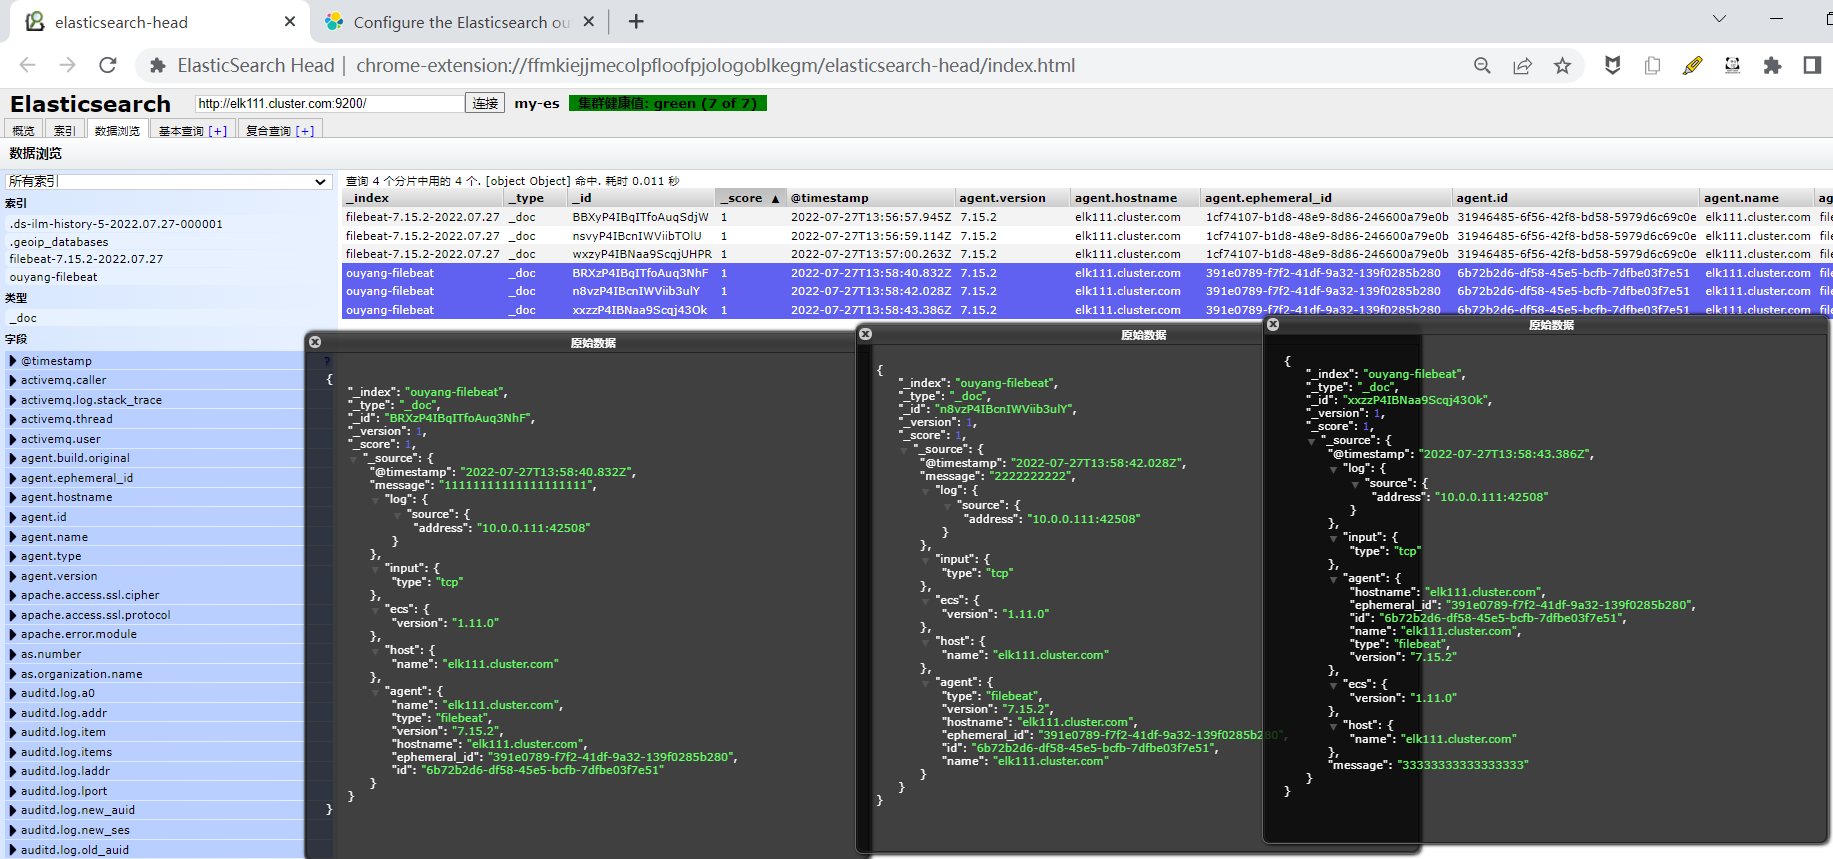 elasticsearch-head
Configure the Elasticsearch ou
ElasticSearch Head | chrome-extension://ffmkiejjmecolpfloofpjologoblkegm/elasticsearch-head/index.html
Elasticsearch http://elk111.cluster.com:9200/ 连接 my-es 集群健康值: green (7 of 7)
概览 索引 数据浏览 基本查询 [+] 复合查询 [+]
数据浏览
所有索引
索引
.ds-ilm-history-5-2022.07.27-000001
.geoip_databases
filebeat-7.15.2-2022.07.27
ouyang-filebeat
类型
_doc
字段
@timestamp
activemq.caller
activemq.log.stack_trace
activemq.thread
activemq.user
agent.build.original
agent.ephemeral_id
agent.hostname
agent.id
agent.name
agent.type
agent.version
apache.access.ssl.cipher
apache.access.ssl.protocol
apache.error.module
as.number
as.organization.name
auditd.log.a0
auditd.log.addr
auditd.log.item
auditd.log.items
auditd.log.laddr
auditd.log.lport
auditd.log.new_auid
auditd.log.new_ses
auditd.log.old_auid
查询 4 个分片中用的 4 个. [object Object] 命中. 耗时 0.011 秒
_index _type _id _score ▲ @timestamp agent.version agent.hostname agent.ephemeral_id agent.id agent.name ag
filebeat-7.15.2-2022.07.27 _doc BBXyP4IBqITfoAuqSdjW 1 2022-07-27T13:56:57.945Z 7.15.2 elk111.cluster.com 1cf74107-b1d8-48e9-8d86-246600a79e0b 31946485-6f56-42f8-bd58-5979d6c69c0e elk111.cluster.com file
filebeat-7.15.2-2022.07.27 _doc nsvyP4IBcnIWViibTOlU 1 2022-07-27T13:56:59.114Z 7.15.2 elk111.cluster.com 1cf74107-b1d8-48e9-8d86-246600a79e0b 31946485-6f56-42f8-bd58-5979d6c69c0e elk111.cluster.com file
filebeat-7.15.2-2022.07.27 _doc wxzyP4IBNaa9ScqjUHPR 1 2022-07-27T13:57:00.263Z 7.15.2 elk111.cluster.com 1cf74107-b1d8-48e9-8d86-246600a79e0b 31946485-6f56-42f8-bd58-5979d6c69c0e elk111.cluster.com file
ouyang-filebeat _doc BRXzP4IBqITfoAuq3NhF 1 2022-07-27T13:58:40.832Z 7.15.2 elk111.cluster.com 391e0789-f7f2-41df-9a32-139f0285b280 6b72b2d6-df58-45e5-bcfb-7dfbe03f7e51 elk111.cluster.com file
ouyang-filebeat _doc n8vzP4IBcnIWViib3ulY 1 2022-07-27T13:58:42.028Z 7.15.2 elk111.cluster.com 391e0789-f7f2-41df-9a32-139f0285b280 6b72b2d6-df58-45e5-bcfb-7dfbe03f7e51 elk111.cluster.com file
ouyang-filebeat _doc xxzzP4IBNaa9Scqj43Ok 1 2022-07-27T13:58:43.386Z 7.15.2 elk111.cluster.com 391e0789-f7f2-41df-9a32-139f0285b280 6b72b2d6-df58-45e5-bcfb-7dfbe03f7e51 elk111.cluster.com file
原始数据
?
{
"_index": "ouyang-filebeat",
"_type": "_doc",
"_id": "BRXzP4IBqITfoAuq3NhF",
"_version": 1,
"_score": 1,
"_source": {
"@timestamp": "2022-07-27T13:58:40.832Z",
"message": "11111111111111111111",
"log": {
"source": {
"address": "10.0.0.111:42508"
}
},
"input": {
"type": "tcp"
},
"ecs": {
"version": "1.11.0"
},
"host": {
"name": "elk111.cluster.com"
},
"agent": {
"name": "elk111.cluster.com",
"type": "filebeat",
"version": "7.15.2",
"hostname": "elk111.cluster.com",
"ephemeral_id": "391e0789-f7f2-41df-9a32-139f0285b280",
"id": "6b72b2d6-df58-45e5-bcfb-7dfbe03f7e51"
}
}
}
原始数据
{
"_index": "ouyang-filebeat",
"_type": "_doc",
"_id": "n8vzP4IBcnIWViib3ulY",
"_version": 1,
"_score": 1,
"_source": {
"@timestamp": "2022-07-27T13:58:42.028Z",
"message": "2222222222",
"log": {
"source": {
"address": "10.0.0.111:42508"
}
},
"input": {
"type": "tcp"
},
"ecs": {
"version": "1.11.0"
},
"host": {
"name": "elk111.cluster.com"
},
"agent": {
"type": "filebeat",
"version": "7.15.2",
"hostname": "elk111.cluster.com",
"ephemeral_id": "391e0789-f7f2-41df-9a32-139f0285b280",
"id": "6b72b2d6-df58-45e5-bcfb-7dfbe03f7e51",
"name": "elk111.cluster.com"
}
}
}
原始数据
{
"_index": "ouyang-filebeat",
"_type": "_doc",
"_id": "xxzzP4IBNaa9Scqj43Ok",
"_version": 1,
"_score": 1,
"_source": {
"@timestamp": "2022-07-27T13:58:43.386Z",
"log": {
"source": {
"address": "10.0.0.111:42508"
}
},
"input": {
"type": "tcp"
},
"agent": {
"hostname": "elk111.cluster.com",
"ephemeral_id": "391e0789-f7f2-41df-9a32-139f0285b280",
"id": "6b72b2d6-df58-45e5-bcfb-7dfbe03f7e51",
"name": "elk111.cluster.com",
"type": "filebeat",
"version": "7.15.2"
},
"ecs": {
"version": "1.11.0"
},
"host": {
"name": "elk111.cluster.com"
},
"message": "33333333333333333"
}
}